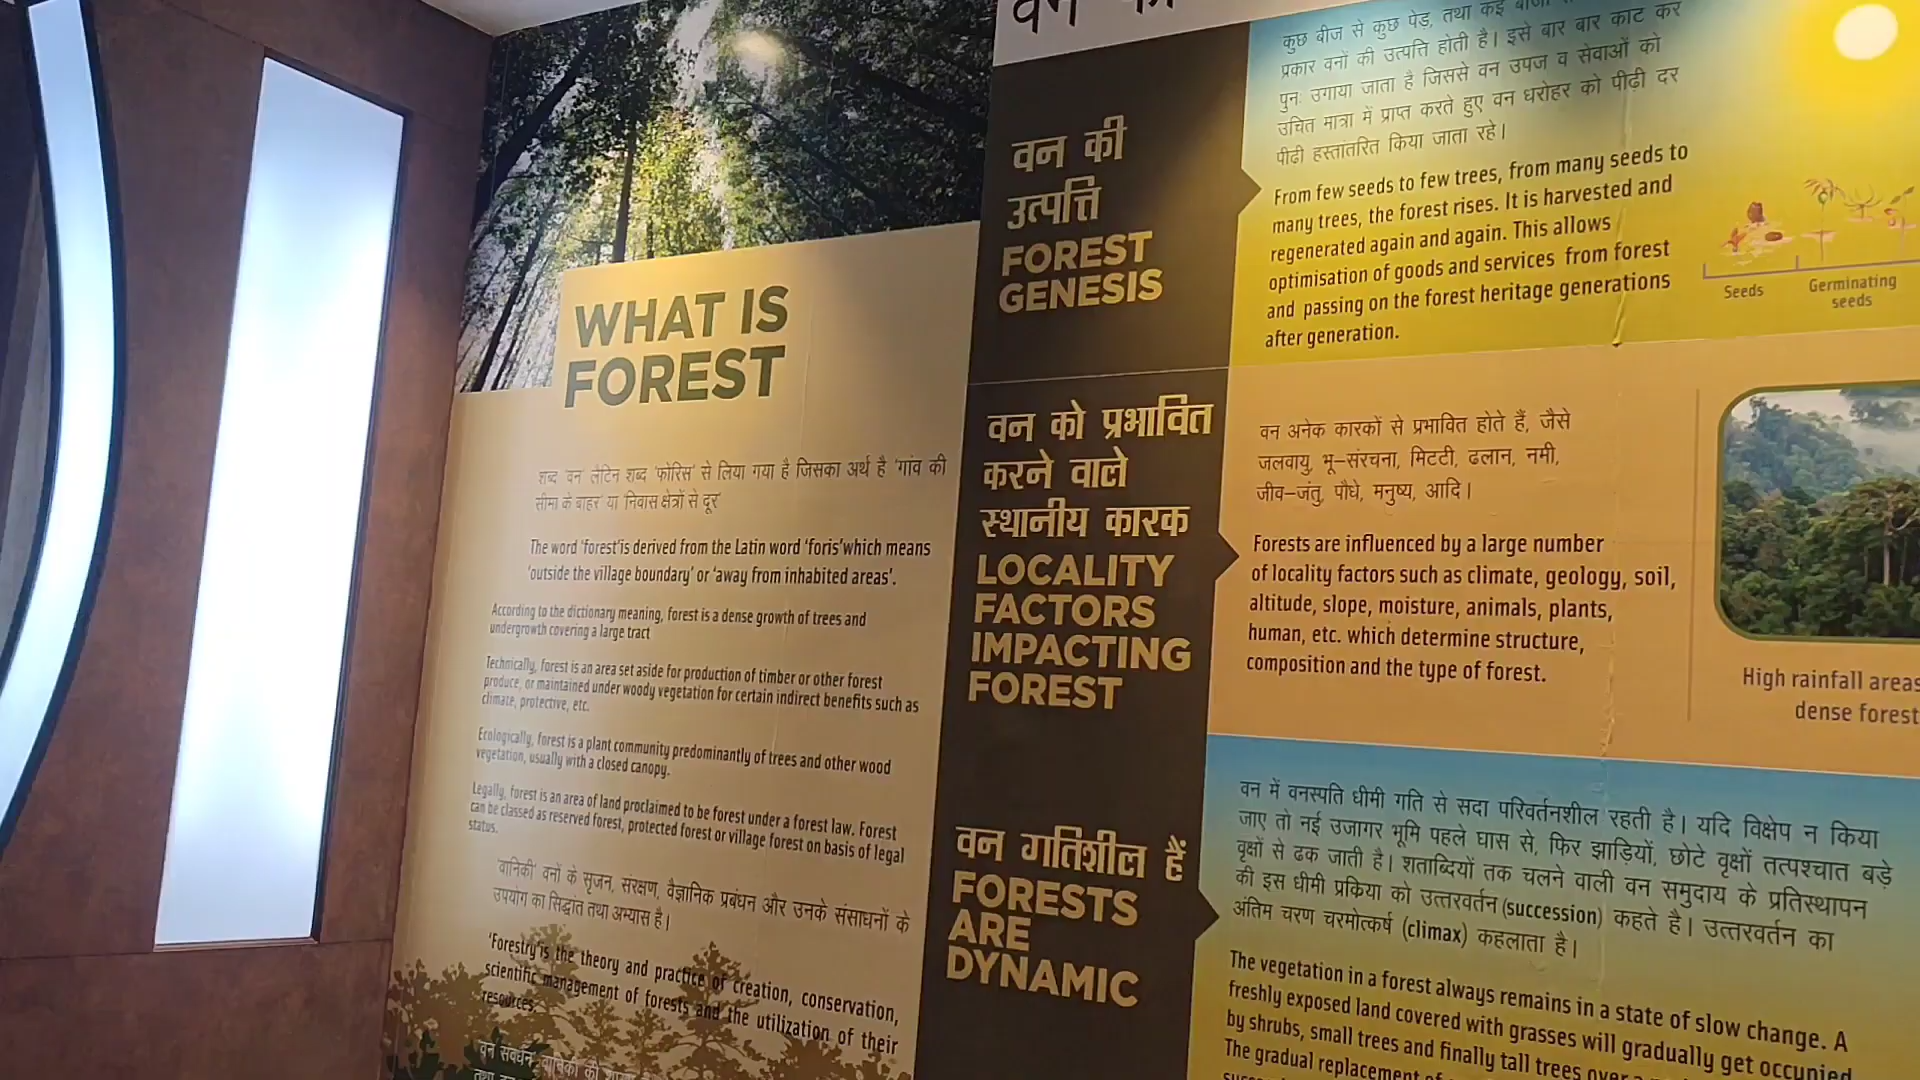 WHAT IS
FOREST
शब्द 'वन' लैटिन शब्द 'फोरिस' से लिया गया है जिसका अर्थ है 'गांव की
सीमा के बाहर' या 'निवास क्षेत्रों से दूर'
The word 'forest'is derived from the Latin word 'foris'which means
'outside the village boundary' or 'away from inhabited areas'.
According to the dictionary meaning, forest is a dense growth of trees and
undergrowth covering a large tract
Technically, forest is an area set aside for production of timber or other forest
produce, or maintained under woody vegetation for certain indirect benefits such as
climate, protective, etc.
Ecologically, forest is a plant community predominantly of trees and other wood
vegetation, usually with a closed canopy.
Legally, forest is an area of land proclaimed to be forest under a forest law. Forest
can be classed as reserved forest, protected forest or village forest on basis of legal
status.
'वानिकी' वनों के सृजन, संरक्षण, वैज्ञानिक प्रबंधन और उनके संसाधनों के
उपयोग का सिद्धांत तथा अभ्यास है।
'Forestry'is the theory and practice of creation, conservation,
scientific management of forests and the utilization of their
resources.
वन की
उत्पत्ति
FOREST
GENESIS
कुछ बीज से कुछ पेड़, तथा कई
प्रकार वनों की उत्पत्ति होती है। इसे बार बार काट कर
पुनः उगाया जाता है जिससे वन उपज व सेवाओं को
उचित मात्रा में प्राप्त करते हुए वन धरोहर को पीढ़ी दर
पीढी हस्तांतरित किया जाता रहे।
From few seeds to few trees, from many seeds to
many trees, the forest rises. It is harvested and
regenerated again and again. This allows
optimisation of goods and services from forest
and passing on the forest heritage generations
after generation.
Seeds
Germinating
seeds
वन को प्रभावित
करने वाले
स्थानीय कारक
LOCALITY
FACTORS
IMPACTING
FOREST
वन अनेक कारकों से प्रभावित होते हैं, जैसे
जलवायु, भू–संरचना, मिटटी, ढलान, नमी,
जीव–जंतु, पौधे, मनुष्य, आदि।
Forests are influenced by a large number
of locality factors such as climate, geology, soil,
altitude, slope, moisture, animals, plants,
human, etc. which determine structure,
composition and the type of forest.
High rainfall areas
dense forest
वन गतिशील हैं
FORESTS
ARE
DYNAMIC
वन में वनस्पति धीमी गति से सदा परिवर्तनशील रहती है। यदि विक्षेप न किया
जाए तो नई उजागर भूमि पहले घास से, फिर झाड़ियों, छोटे वृक्षों तत्पश्चात बड़े
वृक्षों से ढक जाती है। शताब्दियों तक चलने वाली वन समुदाय के प्रतिस्थापन
की इस धीमी प्रकिया को उत्तरवर्तन (succession) कहते है। उत्तरवर्तन का
अंतिम चरण चरमोत्कर्ष (climax) कहलाता है।
The vegetation in a forest always remains in a state of slow change. A
freshly exposed land covered with grasses will gradually get occupied
by shrubs, small trees and finally tall trees over
The gradual replacement